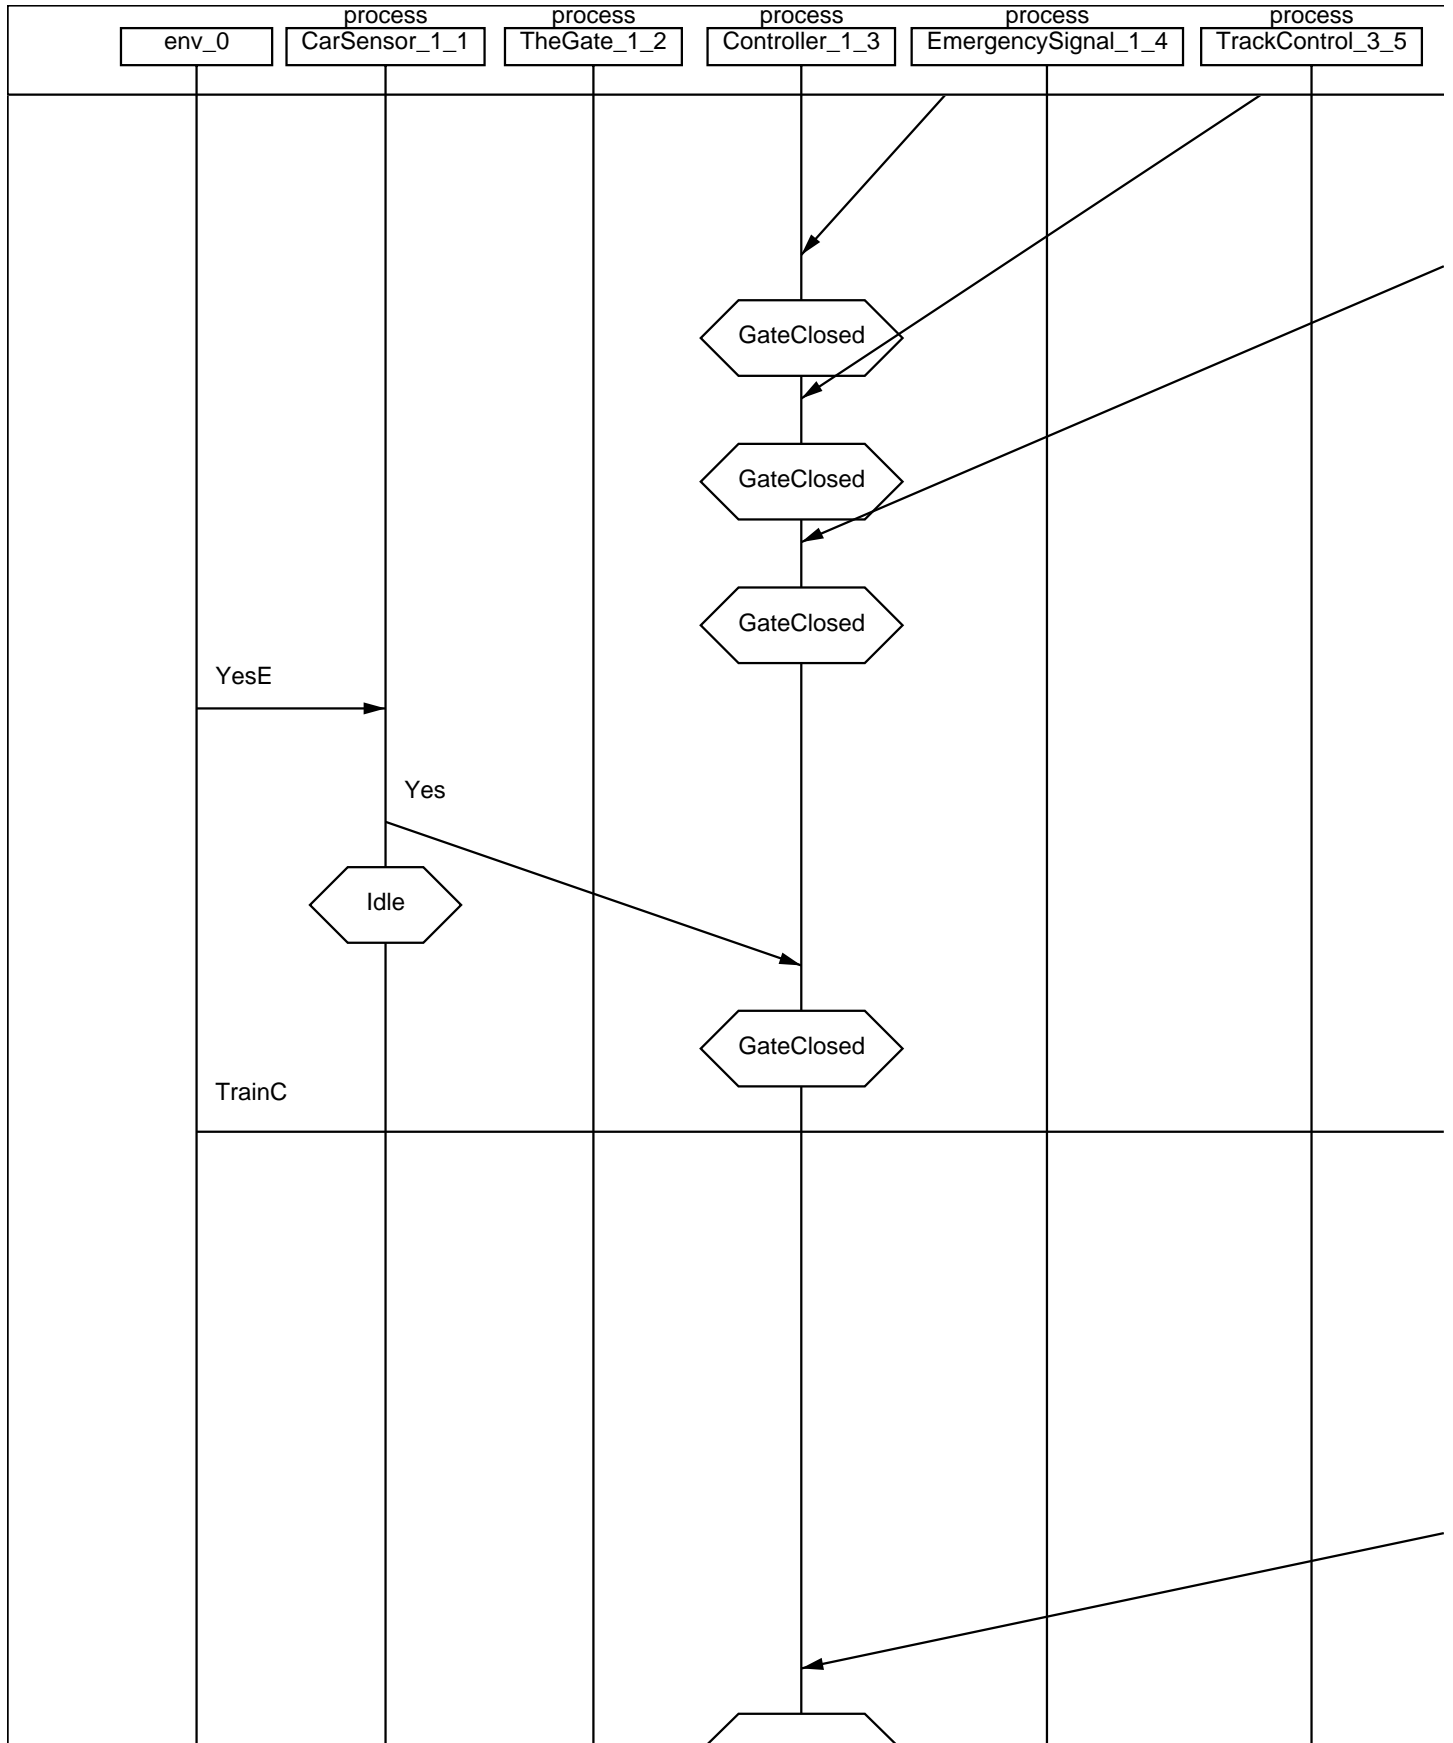 process process process process process
env_0 CarSensor_1_1 TheGate_1_2 Controller_1_3 EmergencySignal_1_4 TrackControl_3_5
GateClosed
GateClosed
GateClosed
YesE
Yes
Idle
GateClosed
TrainC